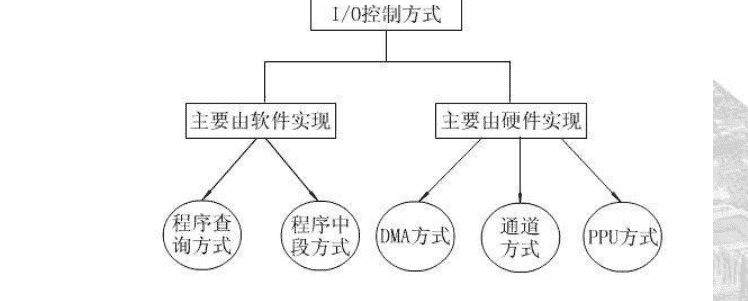 I/O控制方式
主要由软件实现
主要由硬件实现
程序查
询方式
程序中
段方式
DMA方式
通道
方式
PPU方式